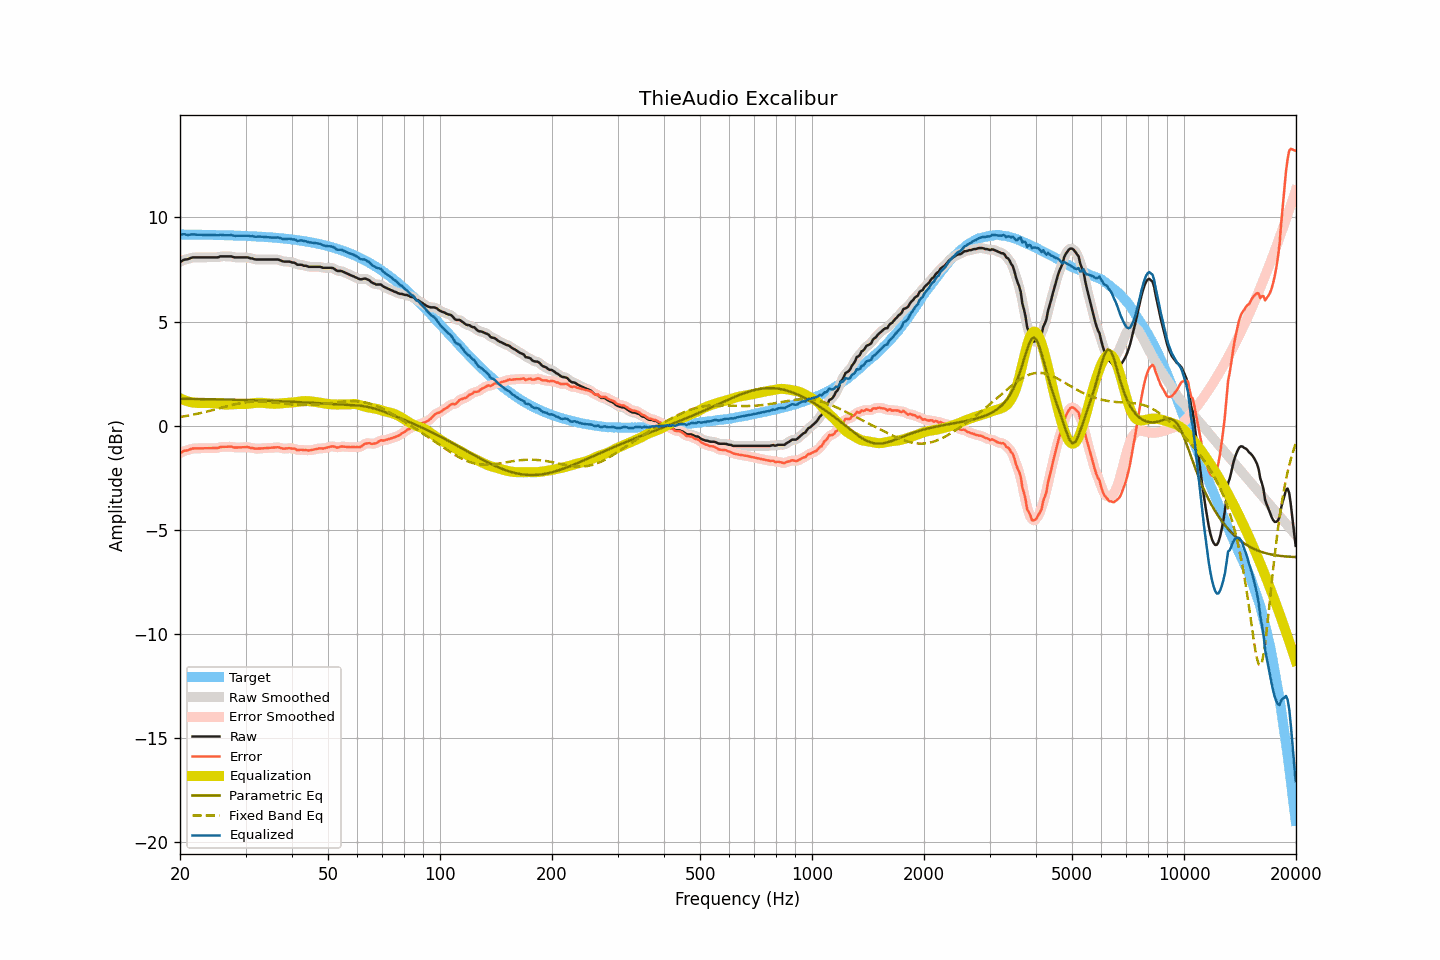 ThieAudio Excalibur
Amplitude (dBr)
10
5
0
−5
−10
−15
−20
Target
Raw Smoothed
Error Smoothed
Raw
Error
Equalization
Parametric Eq
Fixed Band Eq
Equalized
20 50 100 200 500 1000 2000 5000 10000 20000
Frequency (Hz)